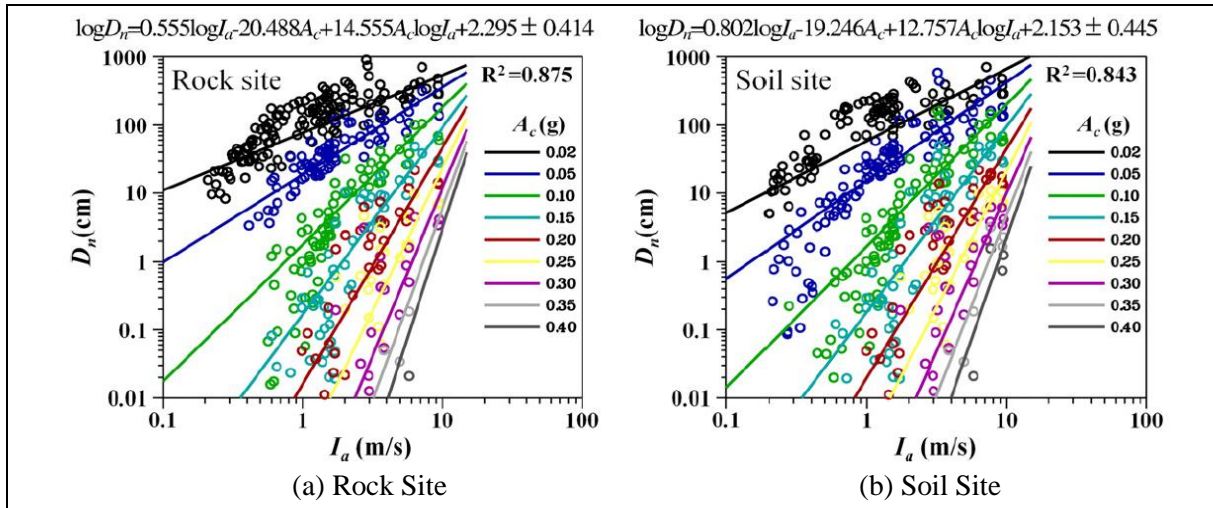 logDn=0.555logIa-20.488Ac+14.555AclogIa+2.295 ± 0.414
Rock site
R²=0.875
Ac (g)
0.02
0.05
0.10
0.15
0.20
0.25
0.30
0.35
0.40
1000
100
10
1
0.1
0.01
Dn (cm)
0.1 1 10 100
Ia (m/s)
(a) Rock Site
logDn=0.802logIa-19.246Ac+12.757AclogIa+2.153 ± 0.445
Soil site
R²=0.843
Ac (g)
0.02
0.05
0.10
0.15
0.20
0.25
0.30
0.35
0.40
1000
100
10
1
0.1
0.01
Dn (cm)
0.1 1 10 100
Ia (m/s)
(b) Soil Site